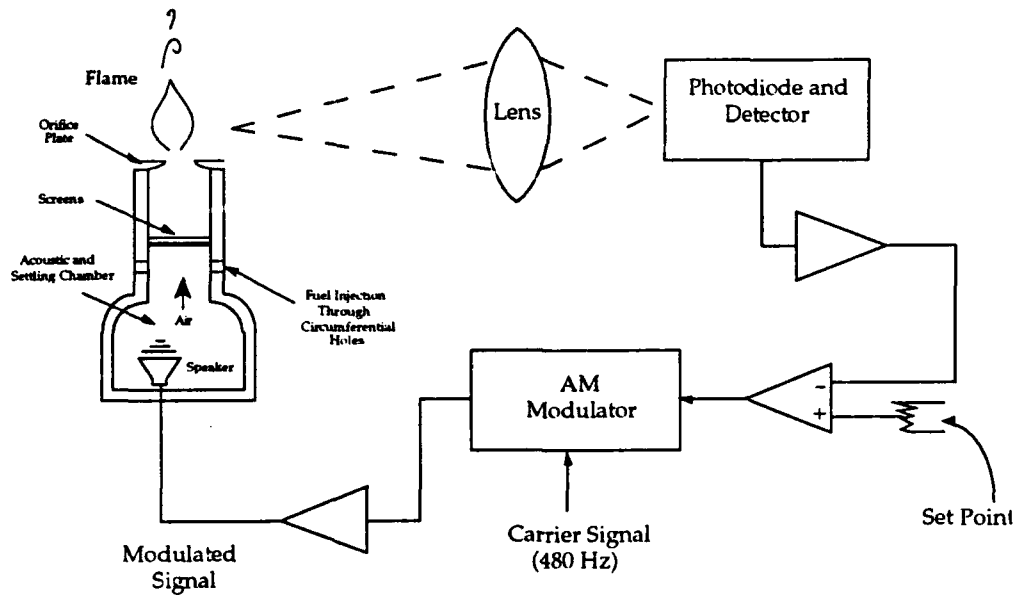 Flame
Orifice
Plate
Screens
Acoustic and
Settling Chamber
Air
Speaker
Fuel Injection
Through
Circumferential
Holes
Lens
Photodiode and
Detector
AM
Modulator
-
+
Set Point
Carrier Signal
(480 Hz)
Modulated
Signal